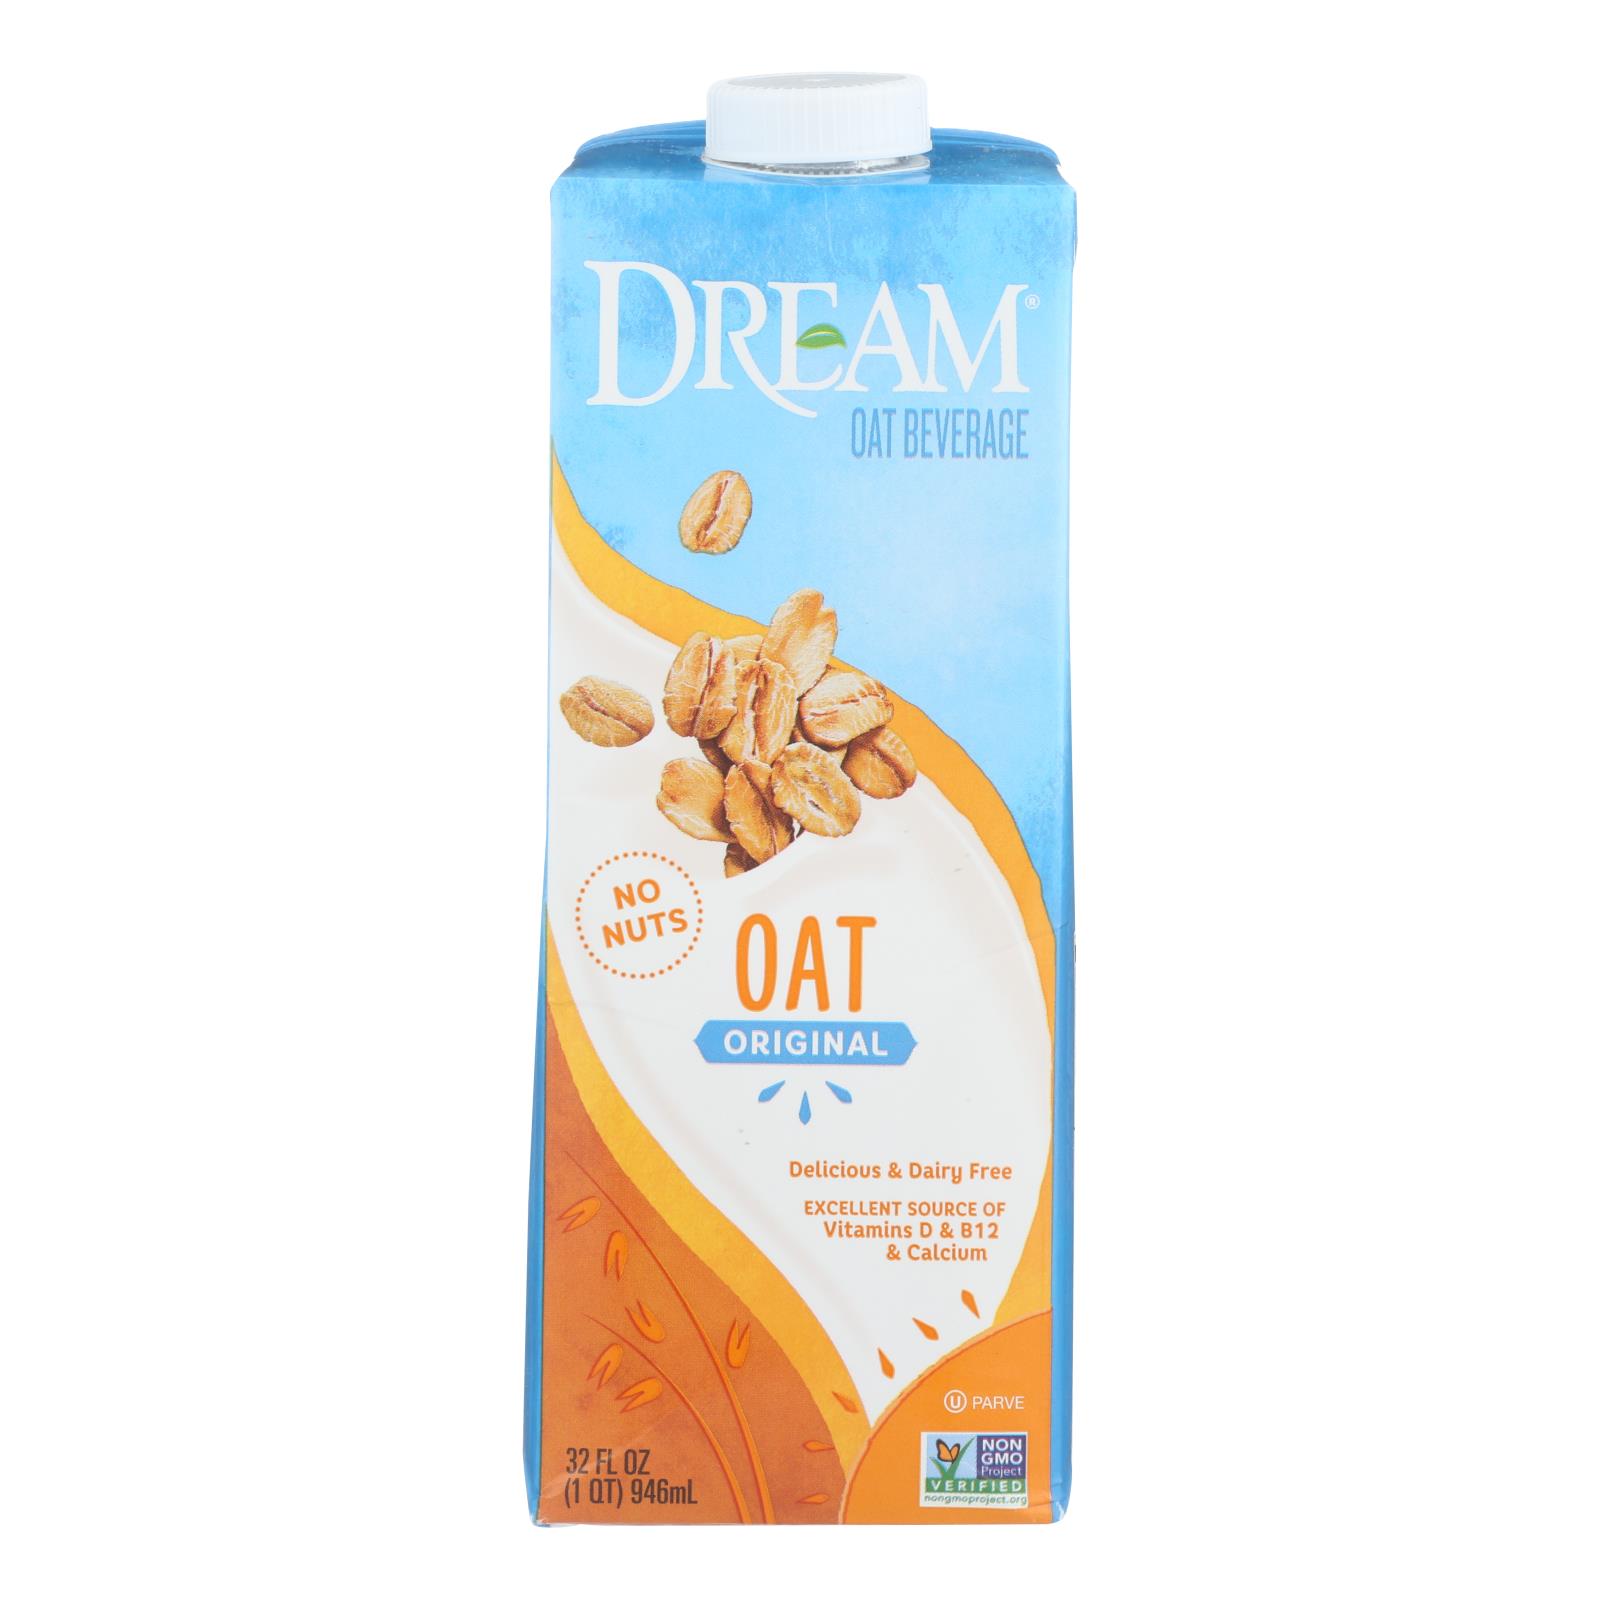 DREAM®
OAT BEVERAGE
NO
NUTS
OAT
ORIGINAL
Delicious & Dairy Free
EXCELLENT SOURCE OF
Vitamins D & B12
& Calcium
U PARVE
NON
GMO
Project
VERIFIED
nongmoproject.org
32 FL OZ
(1 QT) 946mL